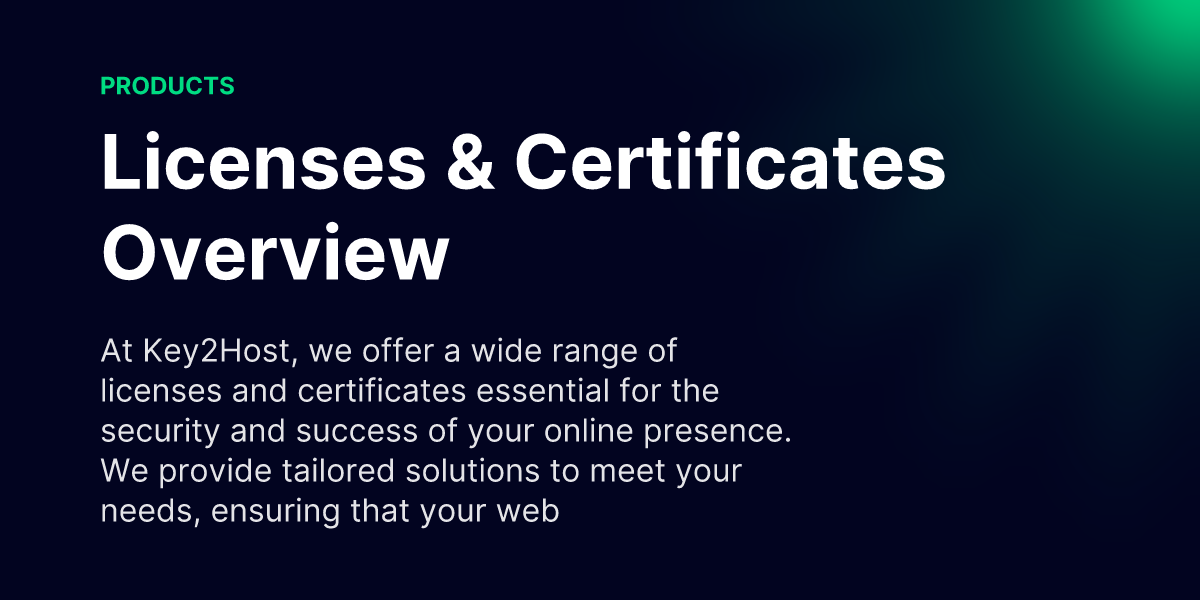 PRODUCTS
Licenses & Certificates
Overview
At Key2Host, we offer a wide range of
licenses and certificates essential for the
security and success of your online presence.
We provide tailored solutions to meet your
needs, ensuring that your web